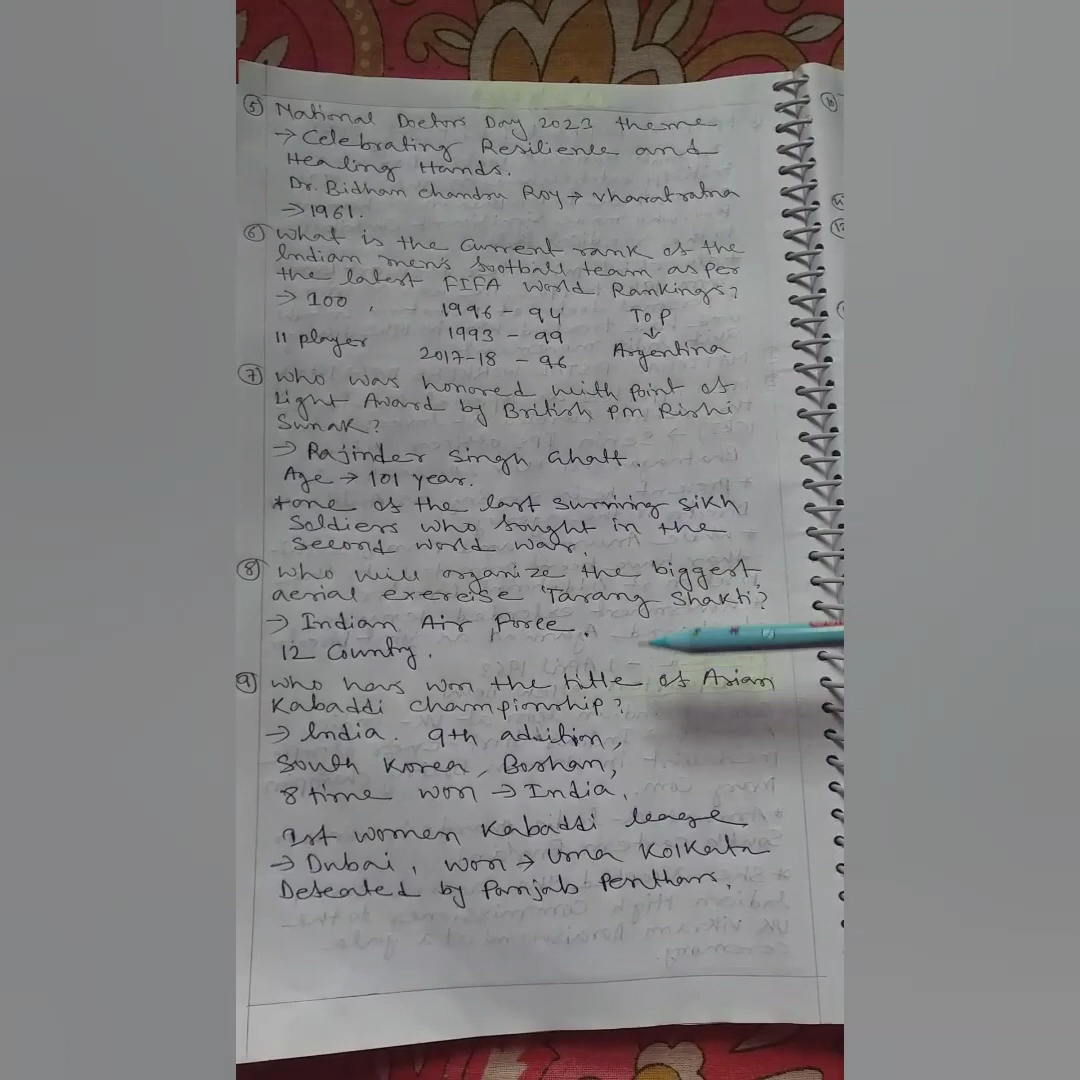 5 National Doctors Day 2023 theme
→ Celebrating Resilience and
Healing Hands.
Dr. Bidhan Chandra Roy → vharatratna
→ 1961.
6 What is the current rank of the
Indian men's football team as per
the latest FIFA World Rankings?
→ 100, 1996 - 94 TOP
↓
11 player 1993 - 99
2017-18 - 96 Argentina
7 Who was honored with point of
Light Award by British PM Rishi
Sunak?
→ Rajinder Singh Dhatt.
Age → 101 year.
*one of the last surviving sikh
Soldiers who fought in the
second world war.
8 Who will organize the biggest
aerial exercise 'Tarang Shakti'?
→ Indian Air Force.
12 Country.
9 Who has won the title of Asian
Kabaddi championship?
→ India. 9th adition,
South Korea, Boshan,
8 time won → India.
1st women Kabaddi league
→ Dubai, won → Uma Kolkata
Defeated by Panjab Penthars.
10
11
12